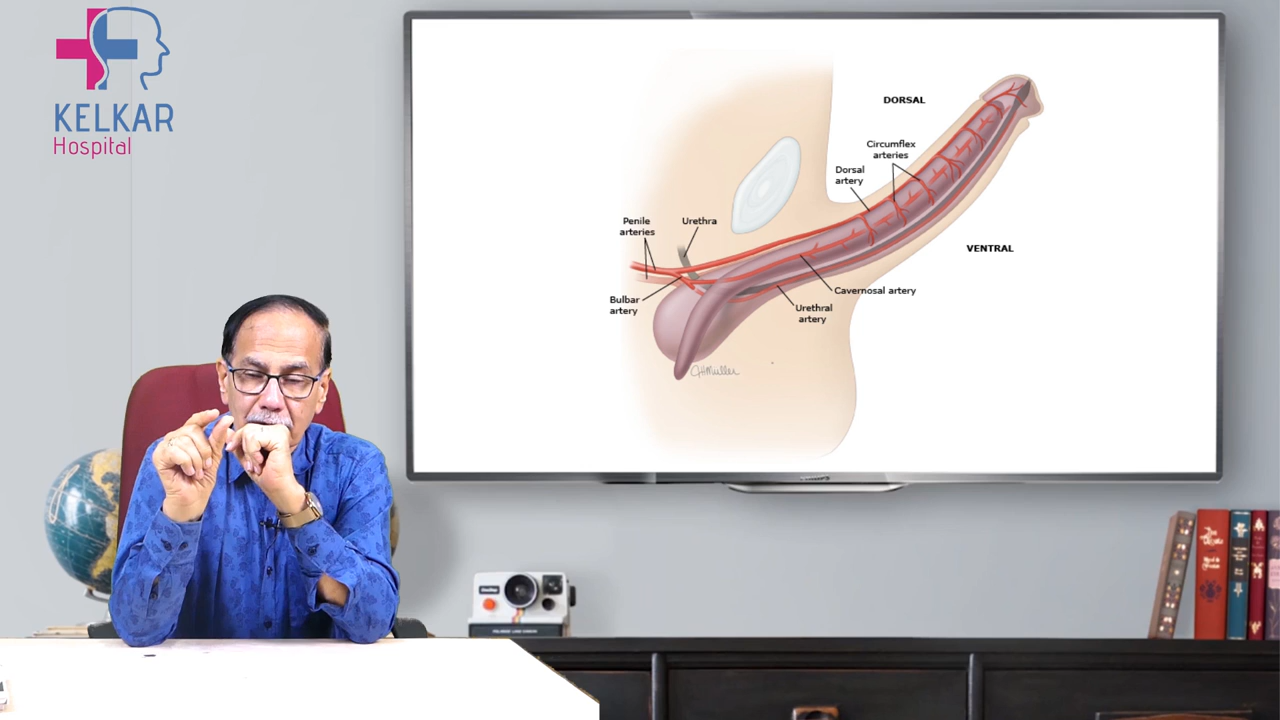 KELKAR
Hospital
DORSAL
Circumflex
arteries
Dorsal
artery
Penile
arteries
Urethra
VENTRAL
Bulbar
artery
Cavernosal artery
Urethral
artery